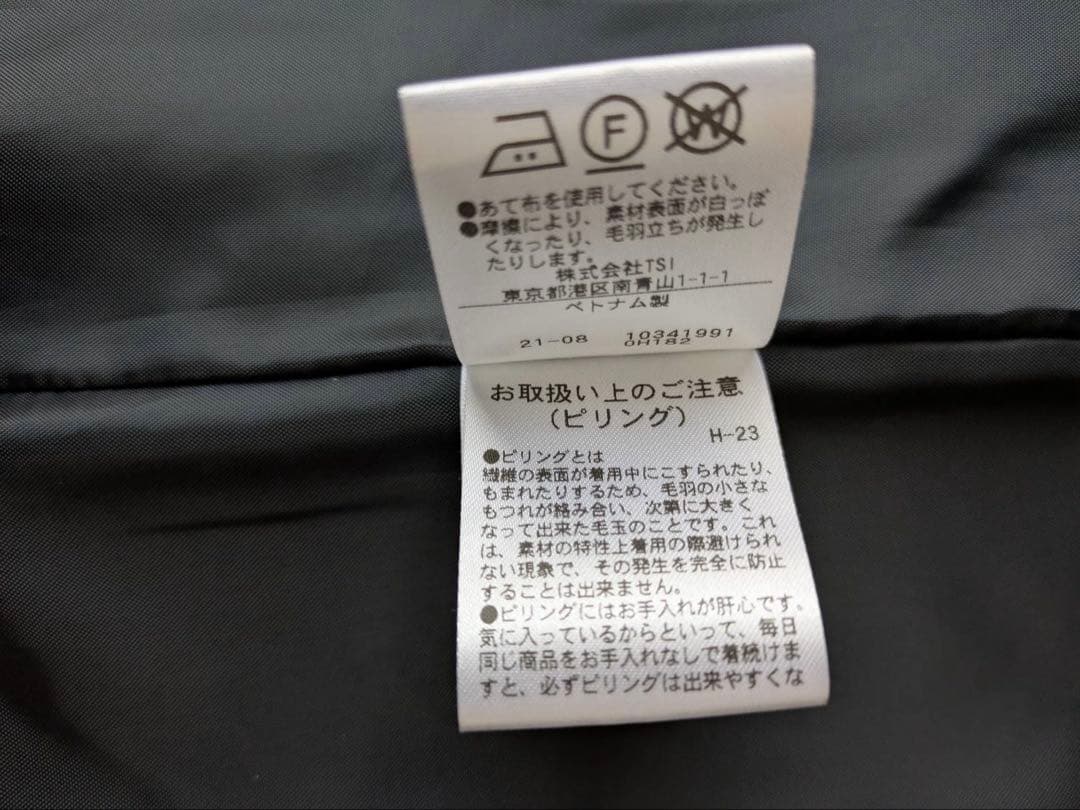 F
W
●あて布を使用してください。
●摩擦により、素材表面が白っぽ
くなったり、毛羽立ちが発生し
たりします。
株式会社TSI
東京都港区南青山1-1-1
ベトナム製
21-08 10341991
0H182
お取扱い上のご注意
(ピリング)
H-23
●ピリングとは
繊維の表面が着用中にこすられたり、
もまれたりするため、毛羽の小さな
もつれが絡み合い、次第に大きく
なって出来た毛玉のことです。これ
は、素材の特性上着用の際避けられ
ない現象で、その発生を完全に防止
することは出来ません。
●ピリングにはお手入れが肝心です。
気に入っているからといって、毎日
同じ商品をお手入れなしで着続けま
すと、必ずピリングは出来やすくな